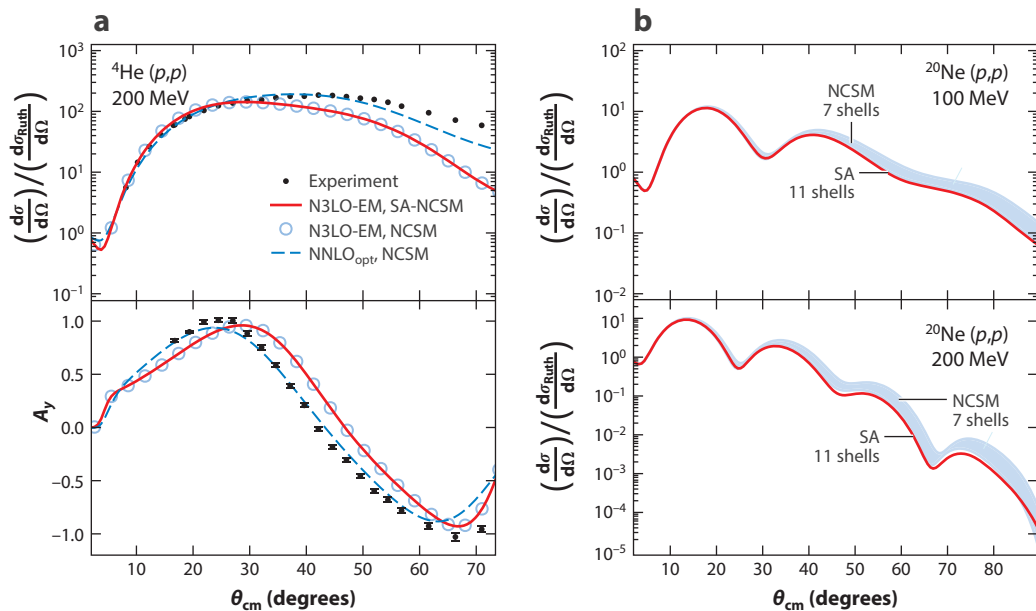 a
10³
10²
10¹
10⁰
10⁻¹
(dσ/dΩ)/(dσRuth/dΩ)
⁴He (p,p)
200 MeV
Experiment
N3LO-EM, SA-NCSM
N3LO-EM, NCSM
NNLOopt, NCSM
1.0
0.5
0.0
−0.5
−1.0
Ay
10 20 30 40 50 60 70
θcm (degrees)
b
10²
10¹
10⁰
10⁻¹
10⁻²
(dσ/dΩ)/(dσRuth/dΩ)
²⁰Ne (p,p)
100 MeV
NCSM
7 shells
SA
11 shells
10¹
10⁰
10⁻¹
10⁻²
10⁻³
10⁻⁴
10⁻⁵
(dσ/dΩ)/(dσRuth/dΩ)
²⁰Ne (p,p)
200 MeV
NCSM
7 shells
SA
11 shells
10 20 30 40 50 60 70 80
θcm (degrees)